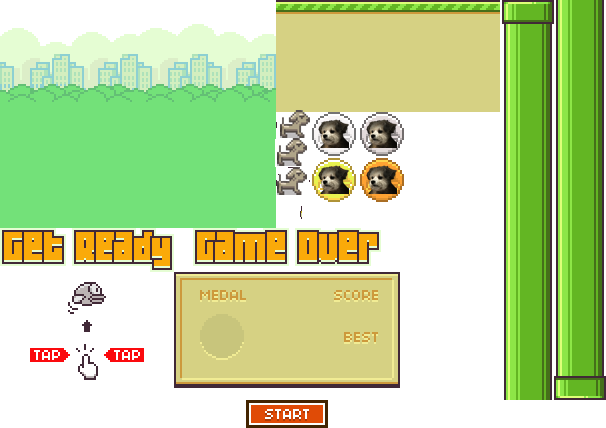 Get Ready
Game Over
MEDAL
SCORE
BEST
TAP
TAP
START